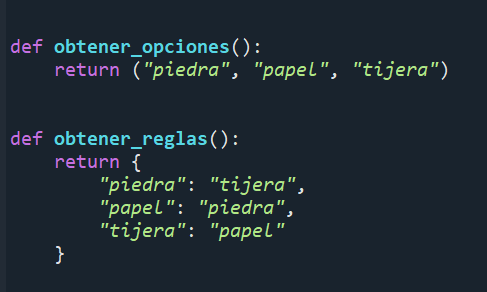 def obtener_opciones():
    return ("piedra", "papel", "tijera")
def obtener_reglas():
    return {
        "piedra": "tijera",
        "papel": "piedra",
        "tijera": "papel"
    }